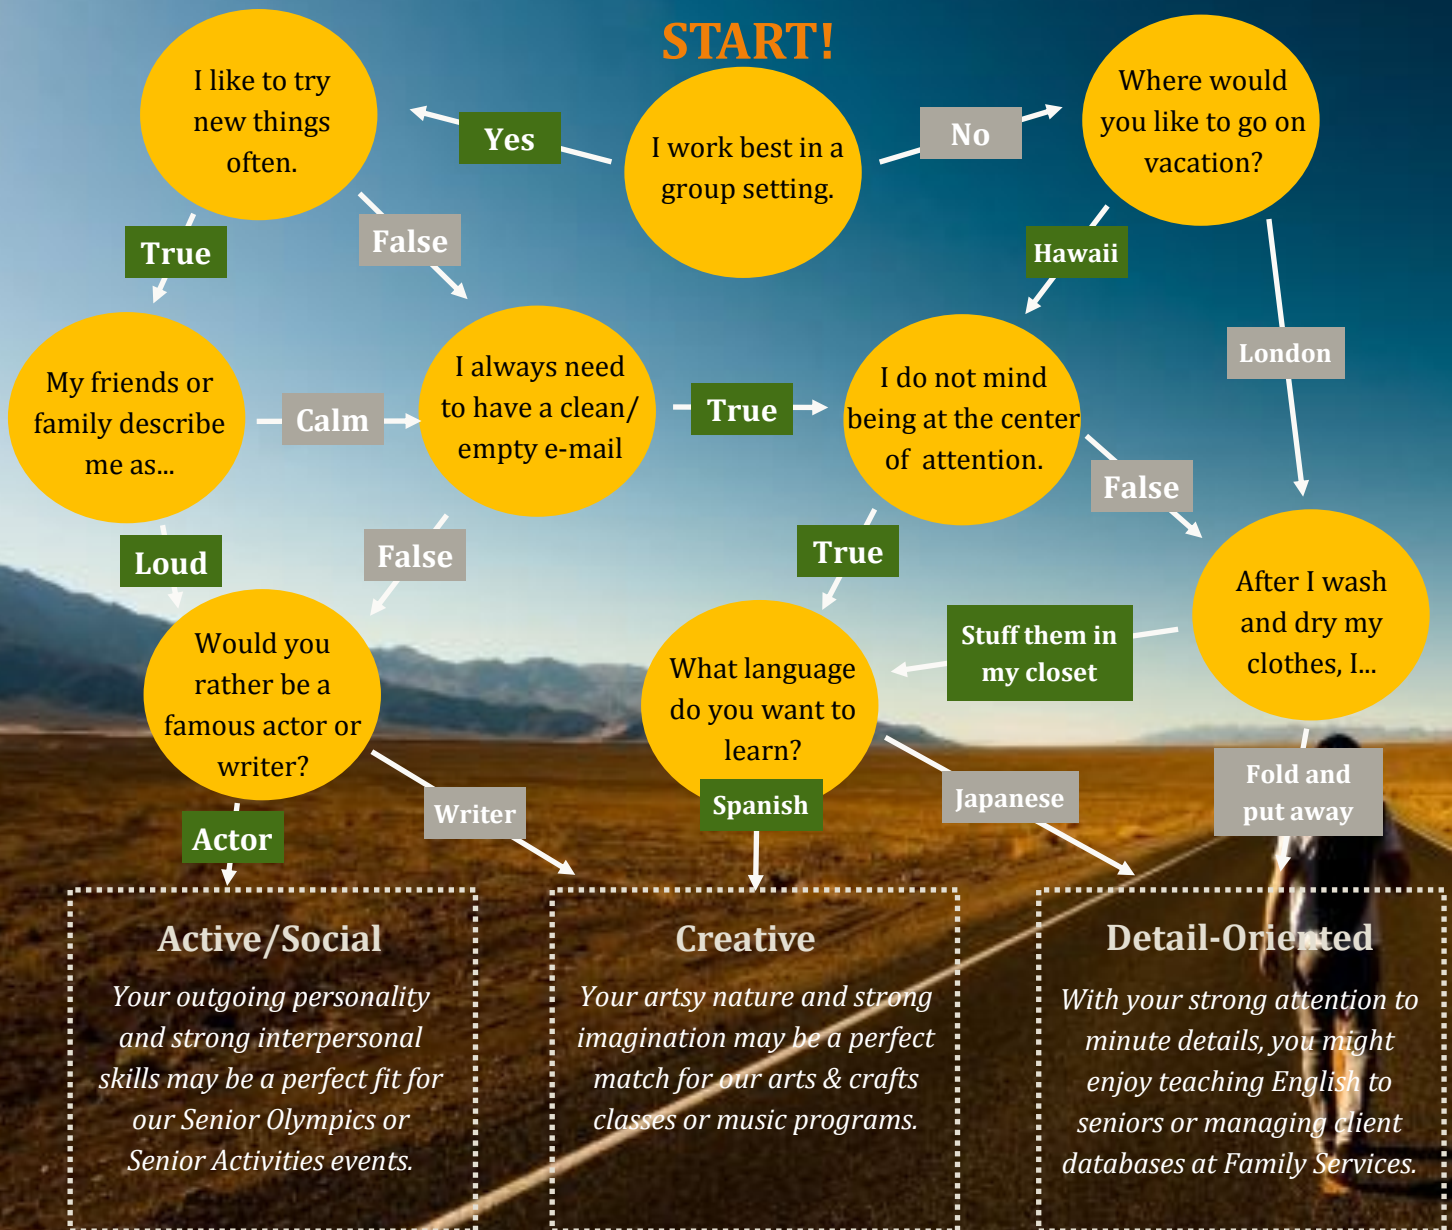 START!
I like to try
new things
often.
Yes
I work best in a
group setting.
No
Where would
you like to go on
vacation?
True
False
Hawaii
London
My friends or
family describe
me as...
Calm
I always need
to have a clean/
empty e-mail
True
I do not mind
being at the center
of attention.
False
Loud
False
True
Stuff them in
my closet
After I wash
and dry my
clothes, I...
Would you
rather be a
famous actor or
writer?
What language
do you want to
learn?
Actor
Writer
Spanish
Japanese
Fold and
put away
Active/Social
Your outgoing personality
and strong interpersonal
skills may be a perfect fit for
our Senior Olympics or
Senior Activities events.
Creative
Your artsy nature and strong
imagination may be a perfect
match for our arts & crafts
classes or music programs.
Detail-Oriented
With your strong attention to
minute details, you might
enjoy teaching English to
seniors or managing client
databases at Family Services.